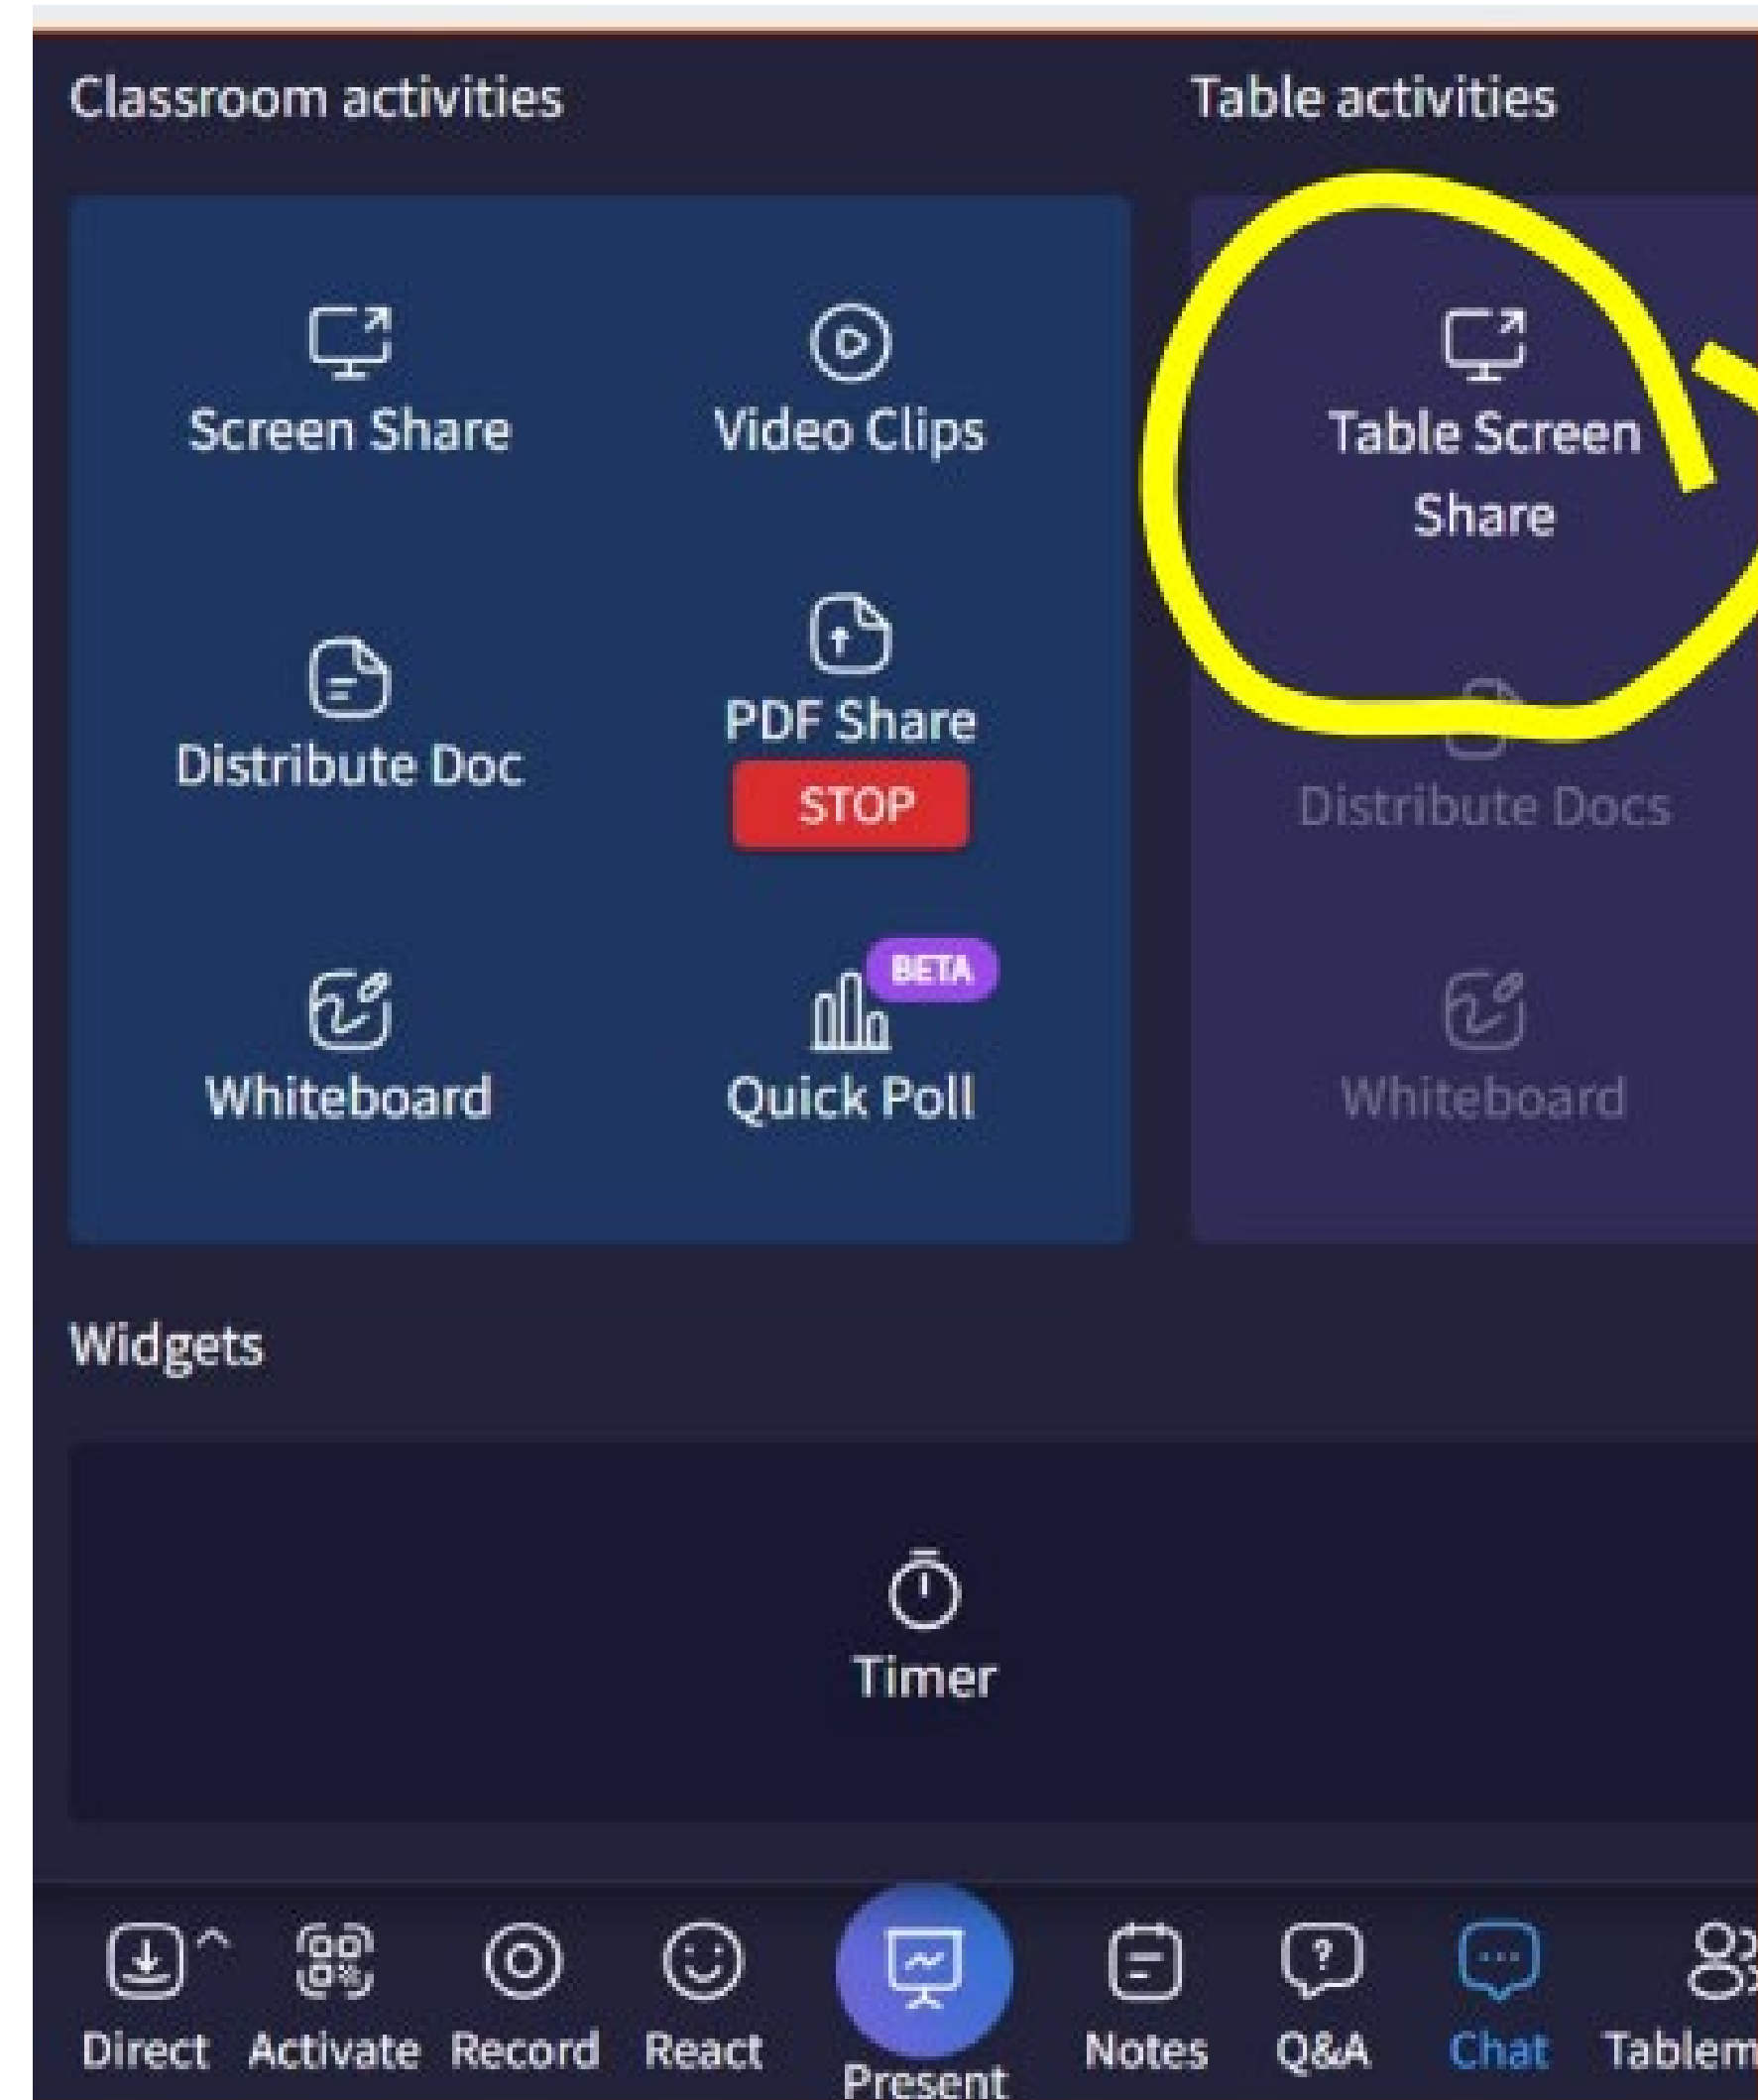 Classroom activities
Table activities
Screen Share
Video Clips
Table Screen
Share
Distribute Doc
PDF Share
STOP
Distribute Docs
BETA
Whiteboard
Quick Poll
Whiteboard
Widgets
Timer
Direct
Activate
Record
React
Present
Notes
Q&A
Chat